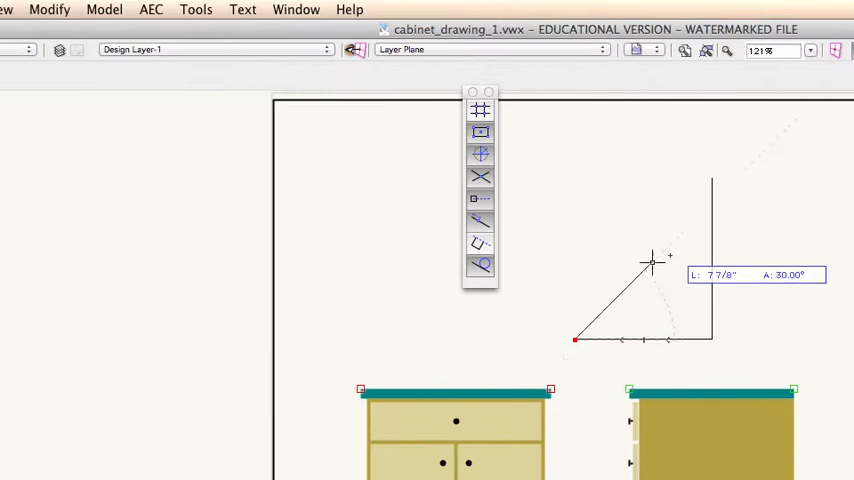 w Modify Model AEC Tools Text Window Help
cabinet_drawing_1.vwx – EDUCATIONAL VERSION – WATERMARKED FILE
Design Layer-1 Layer Plane 121%
L: 7 7/8" A: 30.00°